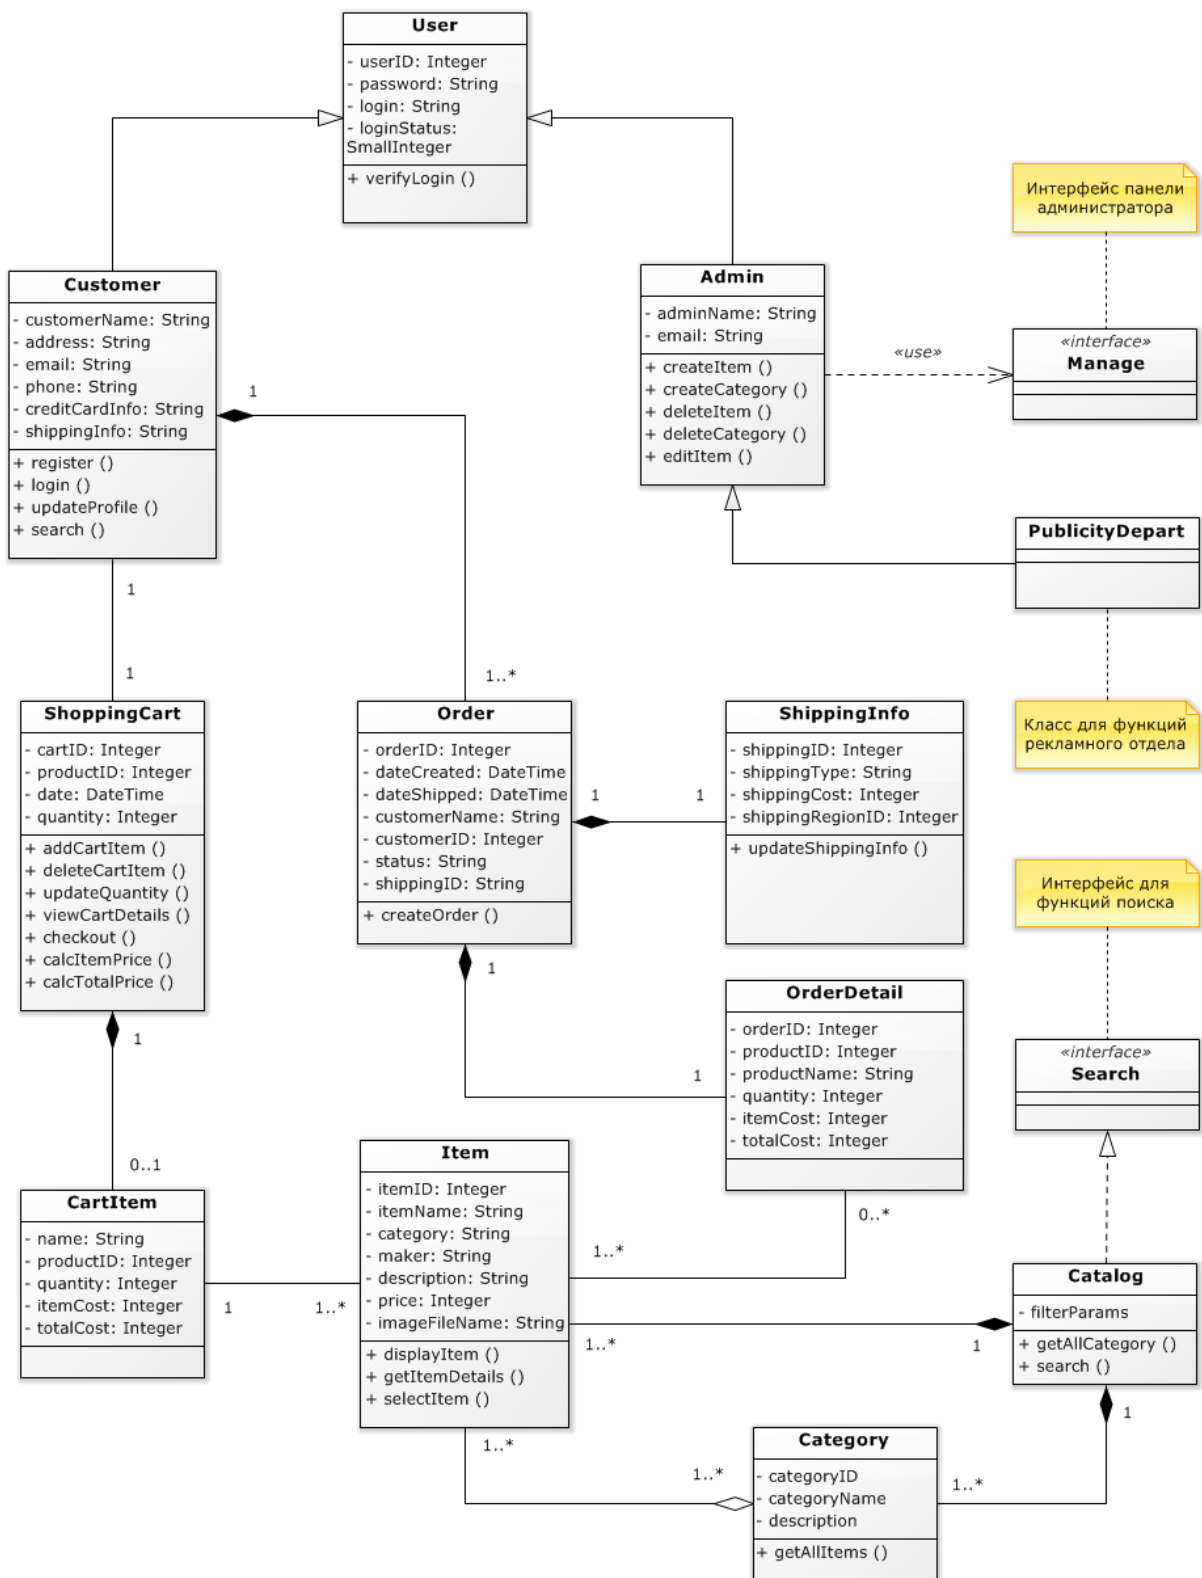 User
- userID: Integer
- password: String
- login: String
- loginStatus:
SmallInteger
+ verifyLogin ()
Интерфейс панели
администратора
Customer
- customerName: String
- address: String
- email: String
- phone: String
- creditCardInfo: String
- shippingInfo: String
+ register ()
+ login ()
+ updateProfile ()
+ search ()
1
Admin
- adminName: String
- email: String
+ createItem ()
+ createCategory ()
+ deleteItem ()
+ deleteCategory ()
+ editItem ()
«use»
«interface»
Manage
PublicityDepart
1
1
1..*
ShoppingCart
- cartID: Integer
- productID: Integer
- date: DateTime
- quantity: Integer
+ addCartItem ()
+ deleteCartItem ()
+ updateQuantity ()
+ viewCartDetails ()
+ checkout ()
+ calcItemPrice ()
+ calcTotalPrice ()
Order
- orderID: Integer
- dateCreated: DateTime
- dateShipped: DateTime
- customerName: String
- customerID: Integer
- status: String
- shippingID: String
+ createOrder ()
1
1
ShippingInfo
- shippingID: Integer
- shippingType: String
- shippingCost: Integer
- shippingRegionID: Integer
+ updateShippingInfo ()
Класс для функций
рекламного отдела
Интерфейс для
функций поиска
1
1
1
OrderDetail
- orderID: Integer
- productID: Integer
- productName: String
- quantity: Integer
- itemCost: Integer
- totalCost: Integer
«interface»
Search
0..1
CartItem
- name: String
- productID: Integer
- quantity: Integer
- itemCost: Integer
- totalCost: Integer
1
1..*
Item
- itemID: Integer
- itemName: String
- category: String
- maker: String
- description: String
- price: Integer
- imageFileName: String
+ displayItem ()
+ getItemDetails ()
+ selectItem ()
0..*
1..*
1..*
1
Catalog
- filterParams
+ getAllCategory ()
+ search ()
1
1..*
1..*
1..*
Category
- categoryID
- categoryName
- description
+ getAllItems ()